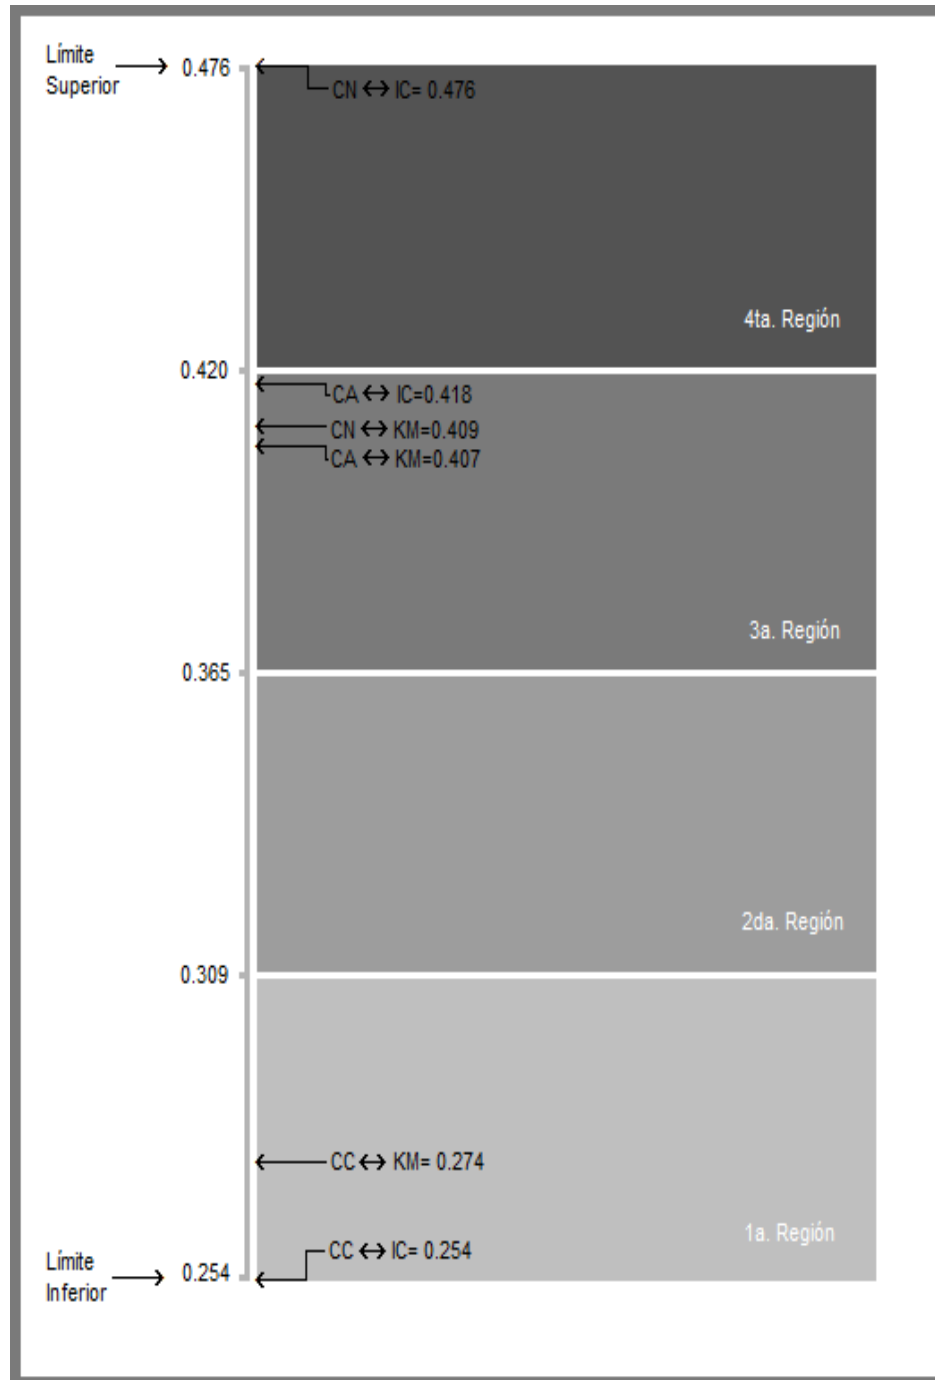 Límite
Superior
0.476
CN ↔ IC= 0.476
4ta. Región
0.420
CA ↔ IC=0.418
CN ↔ KM=0.409
CA ↔ KM=0.407
3a. Región
0.365
2da. Región
0.309
CC ↔ KM= 0.274
1a. Región
CC ↔ IC= 0.254
Límite
Inferior
0.254